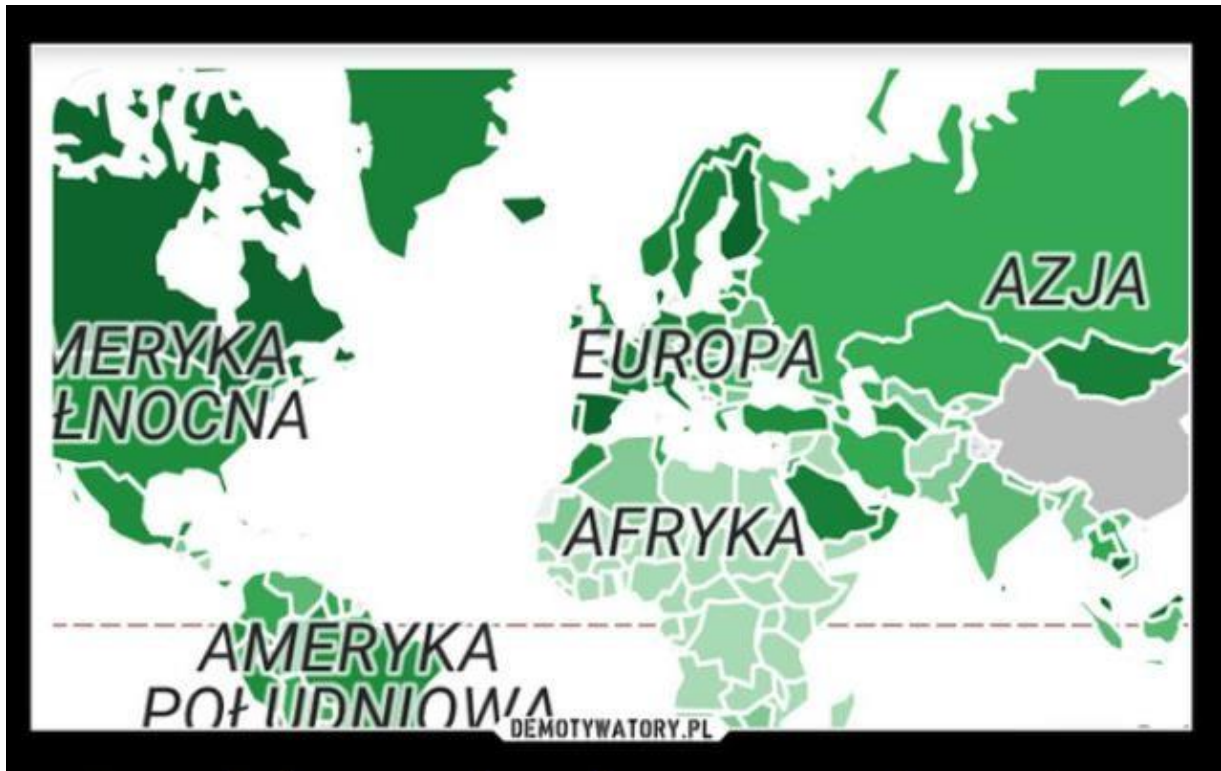 AZJA
MERYKA
ŁNOCNA
EUROPA
AFRYKA
AMERYKA
POŁUDNIOWA
DEMOTYWATORY.PL